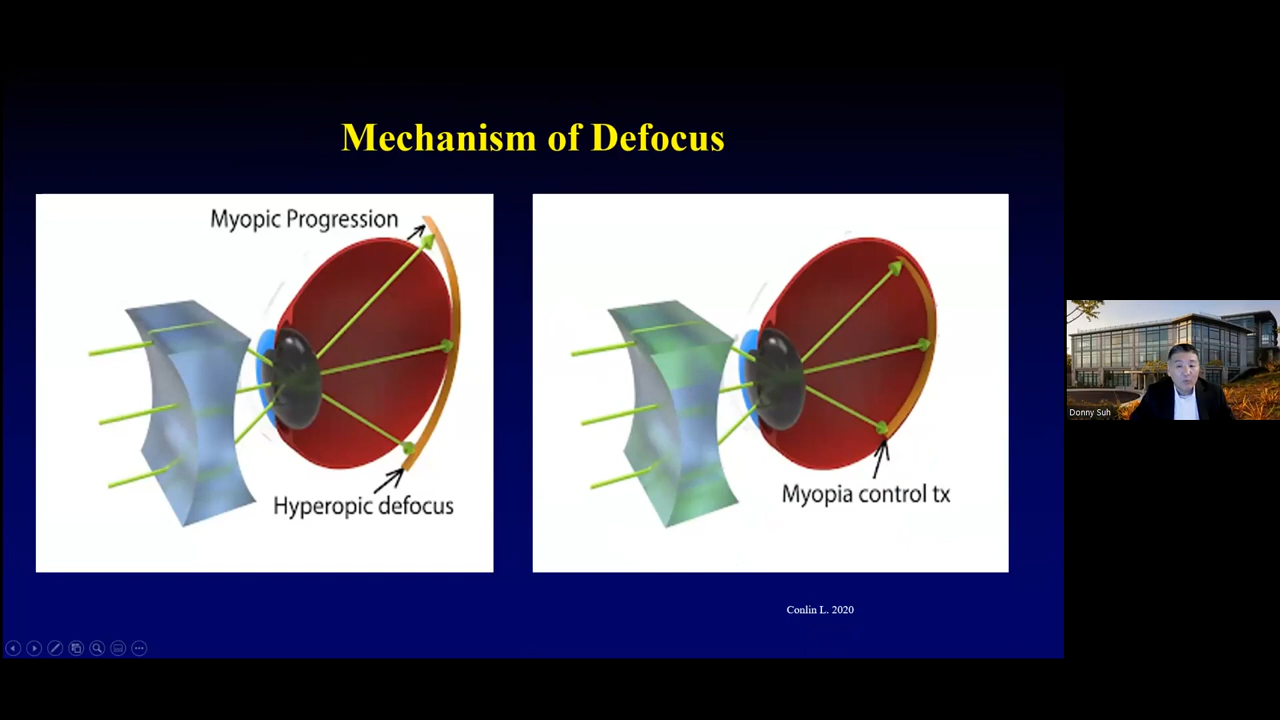 Mechanism of Defocus
Myopic Progression
Hyperopic defocus
Myopia control tx
Conlin L. 2020
Donny Suh